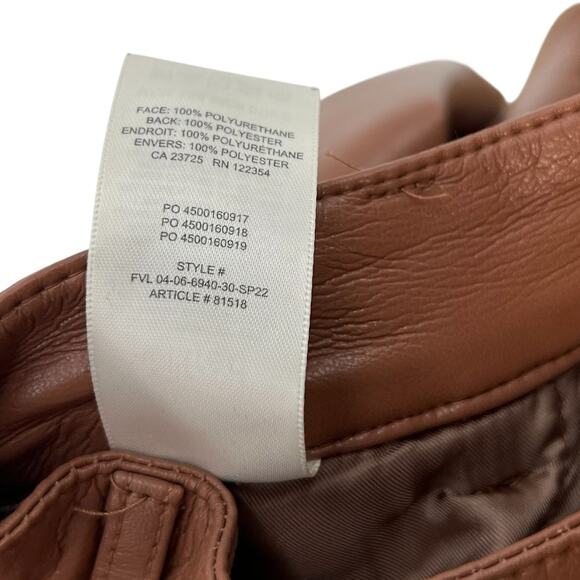 FACE: 100% POLYURETHANE
BACK: 100% POLYESTER
ENDROIT: 100% POLYURÉTHANE
ENVERS: 100% POLYESTER
CA 23725 RN 122354
PO 4500160917
PO 4500160918
PO 4500160919
STYLE #
FVL 04-06-6940-30-SP22
ARTICLE # 81518